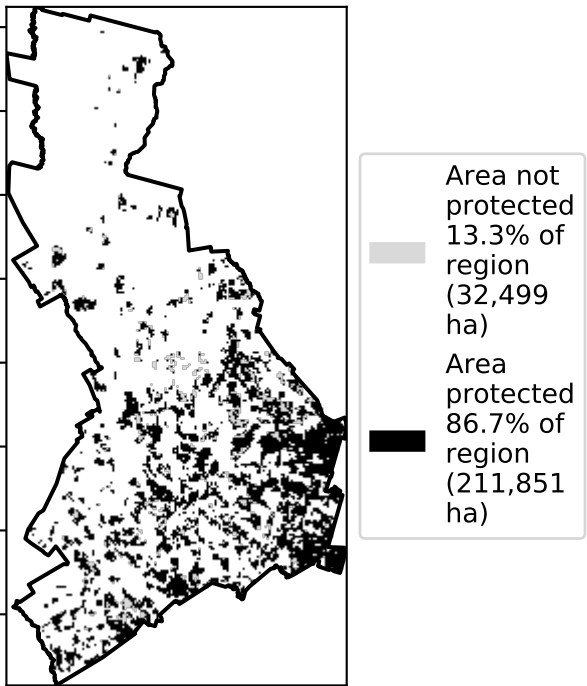 Area not
protected
13.3% of
region
(32,499
ha)
Area
protected
86.7% of
region
(211,851
ha)